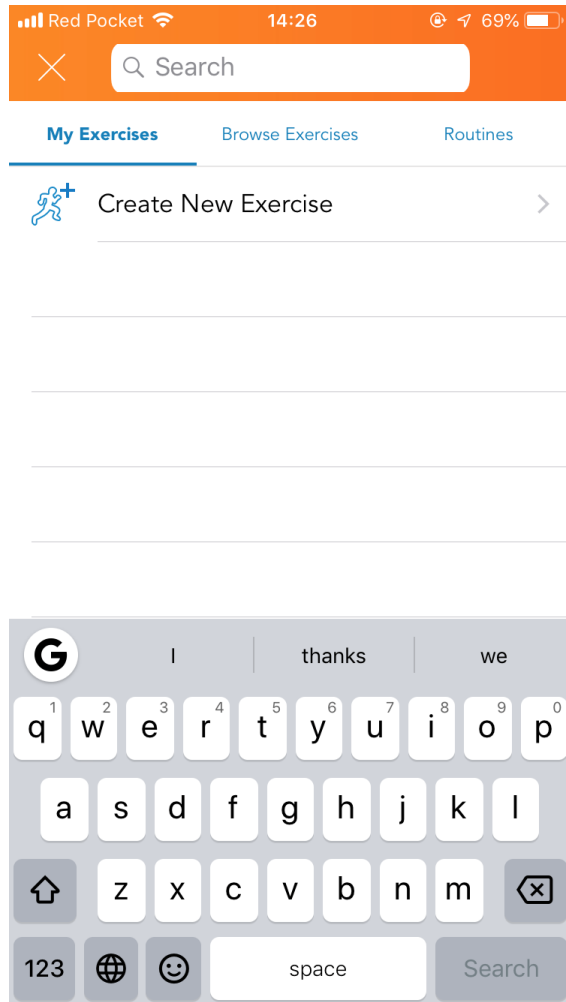 Red Pocket 14:26 69%
Search
My Exercises Browse Exercises Routines
Create New Exercise
G I thanks we
1 2 3 4 5 6 7 8 9 0
q w e r t y u i o p
a s d f g h j k l
z x c v b n m
123 space Search